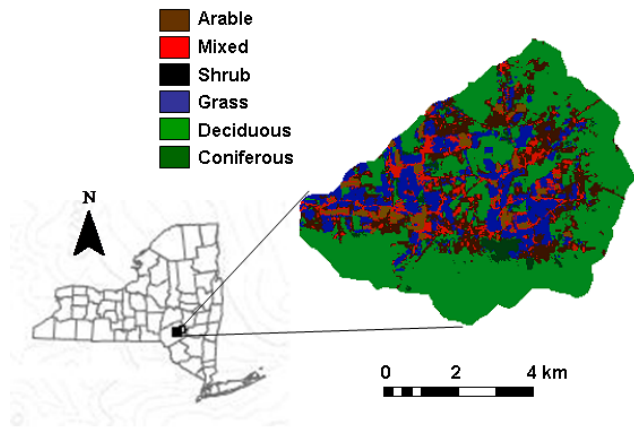 Arable
Mixed
Shrub
Grass
Deciduous
Coniferous
N
0 2 4 km